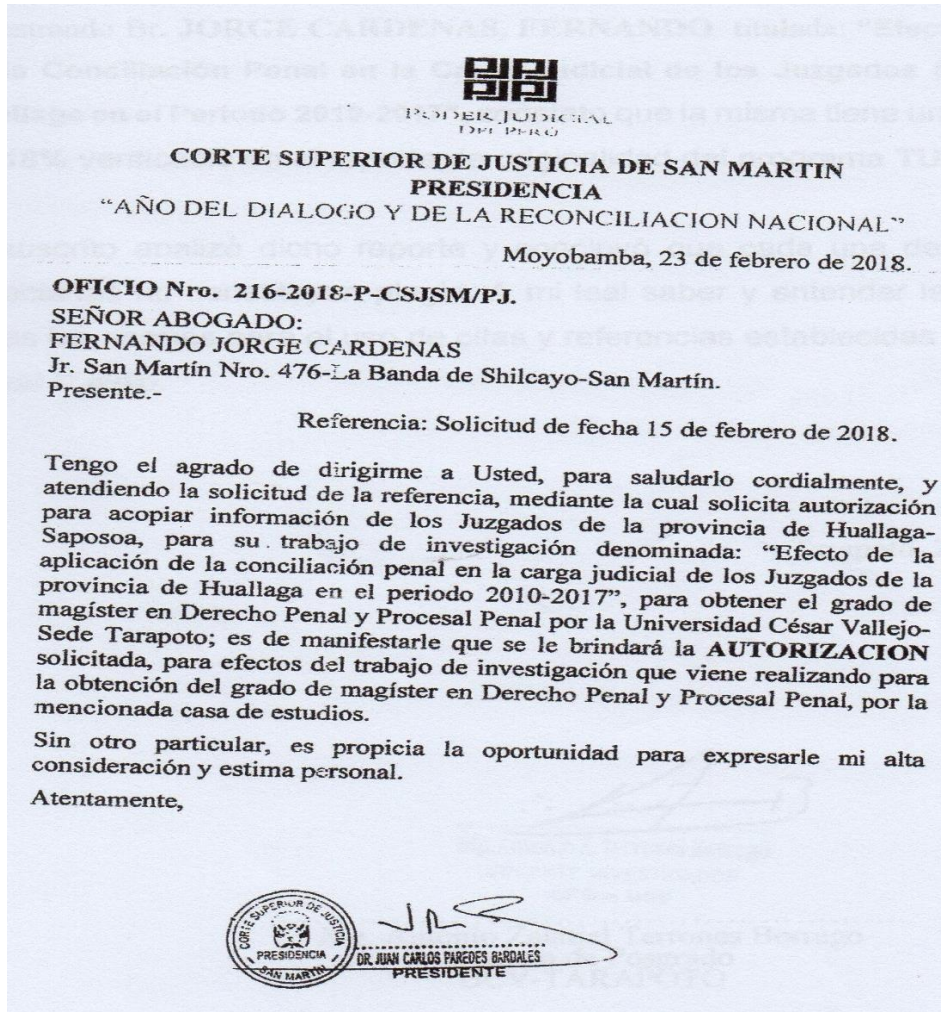 PODER JUDICIAL
DEL PERÚ
CORTE SUPERIOR DE JUSTICIA DE SAN MARTIN
PRESIDENCIA
“AÑO DEL DIALOGO Y DE LA RECONCILIACION NACIONAL”
Moyobamba, 23 de febrero de 2018.
OFICIO Nro. 216-2018-P-CSJSM/PJ.
SEÑOR ABOGADO:
FERNANDO JORGE CARDENAS
Jr. San Martín Nro. 476-La Banda de Shilcayo-San Martín.
Presente.-
Referencia: Solicitud de fecha 15 de febrero de 2018.
Tengo el agrado de dirigirme a Usted, para saludarlo cordialmente, y
atendiendo la solicitud de la referencia, mediante la cual solicita autorización
para acopiar información de los Juzgados de la provincia de Huallaga-
Saposoa, para su trabajo de investigación denominada: “Efecto de la
aplicación de la conciliación penal en la carga judicial de los Juzgados de la
provincia de Huallaga en el periodo 2010-2017”, para obtener el grado de
magíster en Derecho Penal y Procesal Penal por la Universidad César Vallejo-
Sede Tarapoto; es de manifestarle que se le brindará la AUTORIZACION
solicitada, para efectos del trabajo de investigación que viene realizando para
la obtención del grado de magíster en Derecho Penal y Procesal Penal, por la
mencionada casa de estudios.
Sin otro particular, es propicia la oportunidad para expresarle mi alta
consideración y estima personal.
Atentamente,
CORTE SUPERIOR DE JUSTICIA
PRESIDENCIA
SAN MARTIN
DR. JUAN CARLOS PAREDES BARDALES
PRESIDENTE